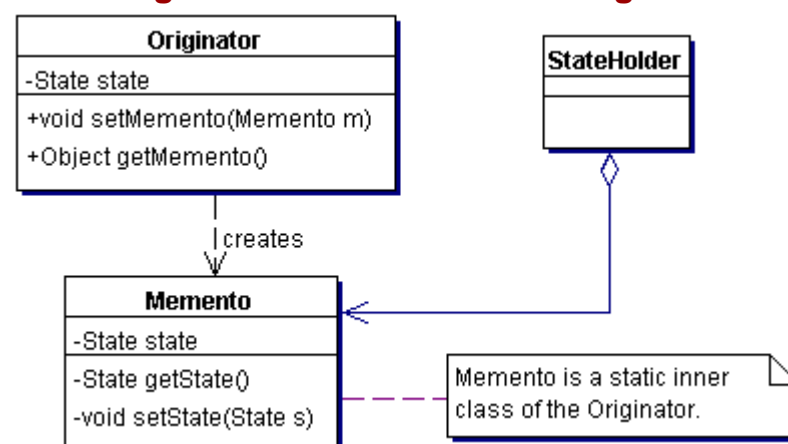 Originator
-State state
+void setMemento(Memento m)
+Object getMemento()
StateHolder
creates
Memento
-State state
-State getState()
-void setState(State s)
Memento is a static inner
class of the Originator.